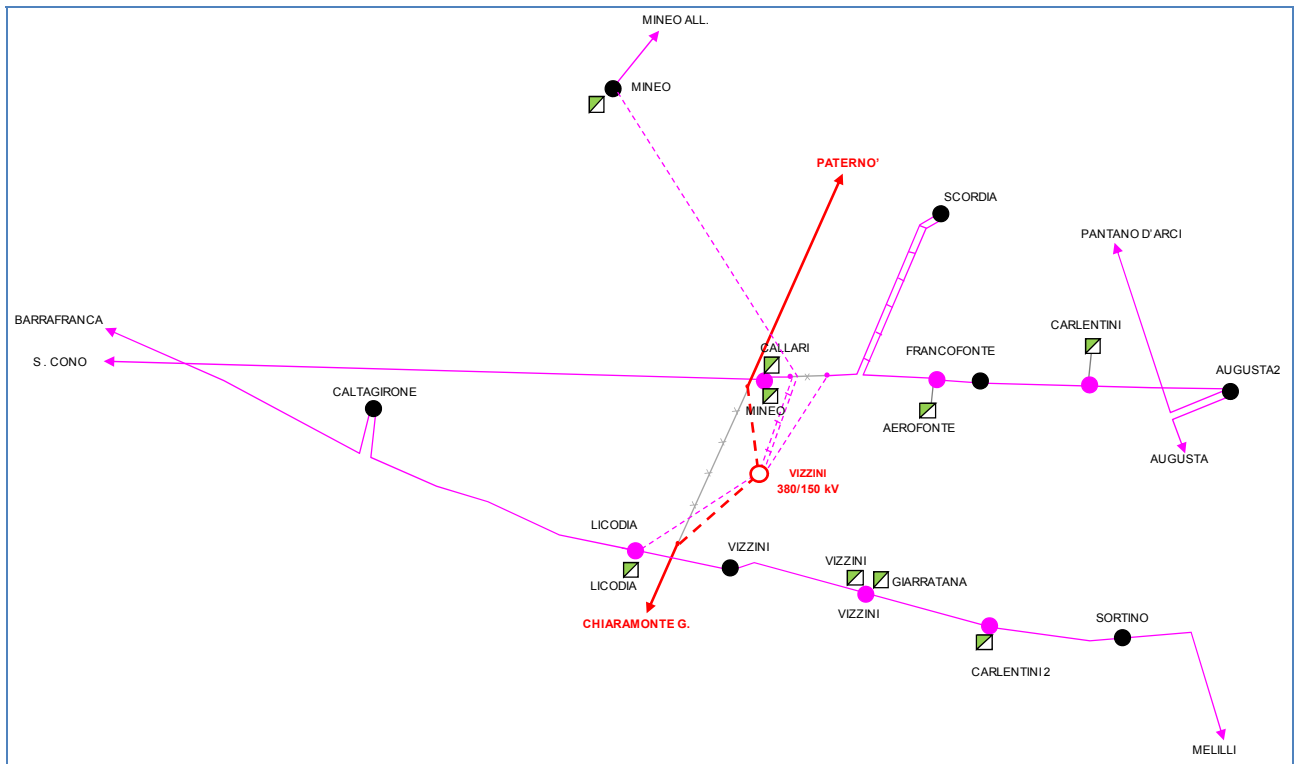 MINEO ALL.
MINEO
PATERNO'
SCORDIA
PANTANO D'ARCI
BARRAFRANCA
S . CONO
CALTAGIRONE
CALLARI
MINEO
FRANCOFONTE
CARLENTINI
AUGUSTA2
AEROFONTE
AUGUSTA
VIZZINI
380/150 kV
LICODIA
LICODIA
VIZZINI
VIZZINI
GIARRATANA
VIZZINI
CHIARAMONTE G.
SORTINO
CARLENTINI 2
MELILLI